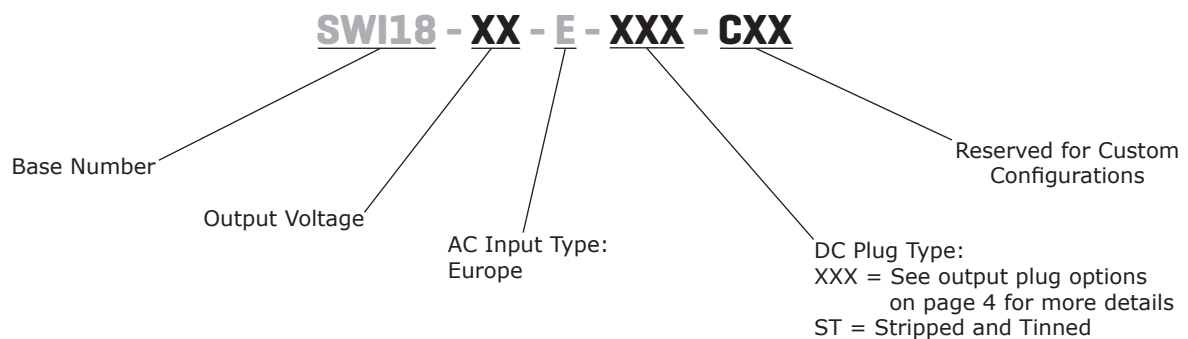 SWI18 - XX - E - XXX - CXX
Base Number
Output Voltage
AC Input Type:
Europe
DC Plug Type:
XXX = See output plug options
on page 4 for more details
ST = Stripped and Tinned
Reserved for Custom
Configurations